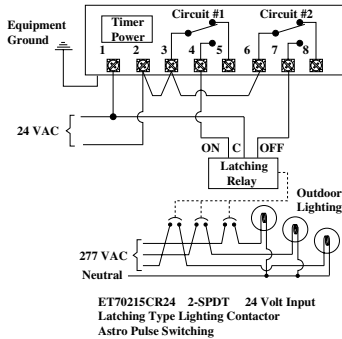 Equipment
Ground
Timer
Power
Circuit #1
Circuit #2
1 2 3 4 5 6 7 8
24 VAC
ON C OFF
Latching
Relay
Outdoor
Lighting
277 VAC
Neutral
ET70215CR24 2-SPDT 24 Volt Input
Latching Type Lighting Contactor
Astro Pulse Switching